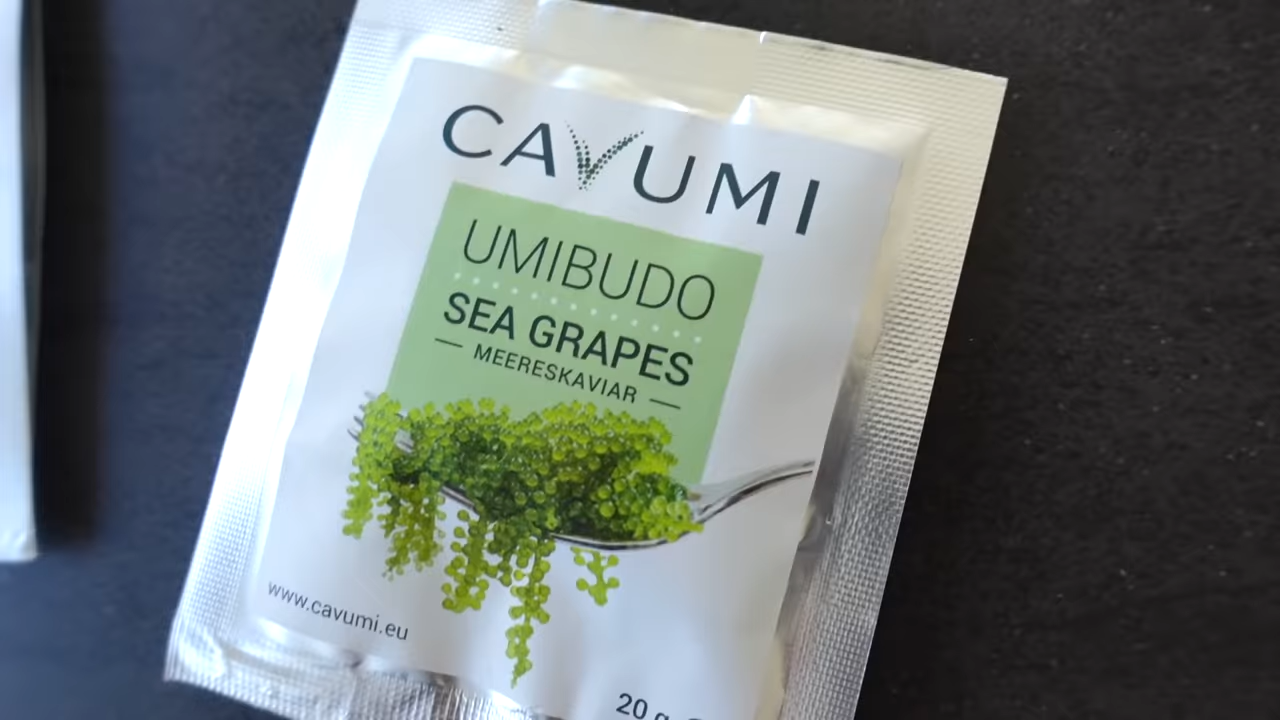 CAVUMI
UMIBUDO
SEA GRAPES
— MEERESKAVIAR —
www.cavumi.eu
20 g